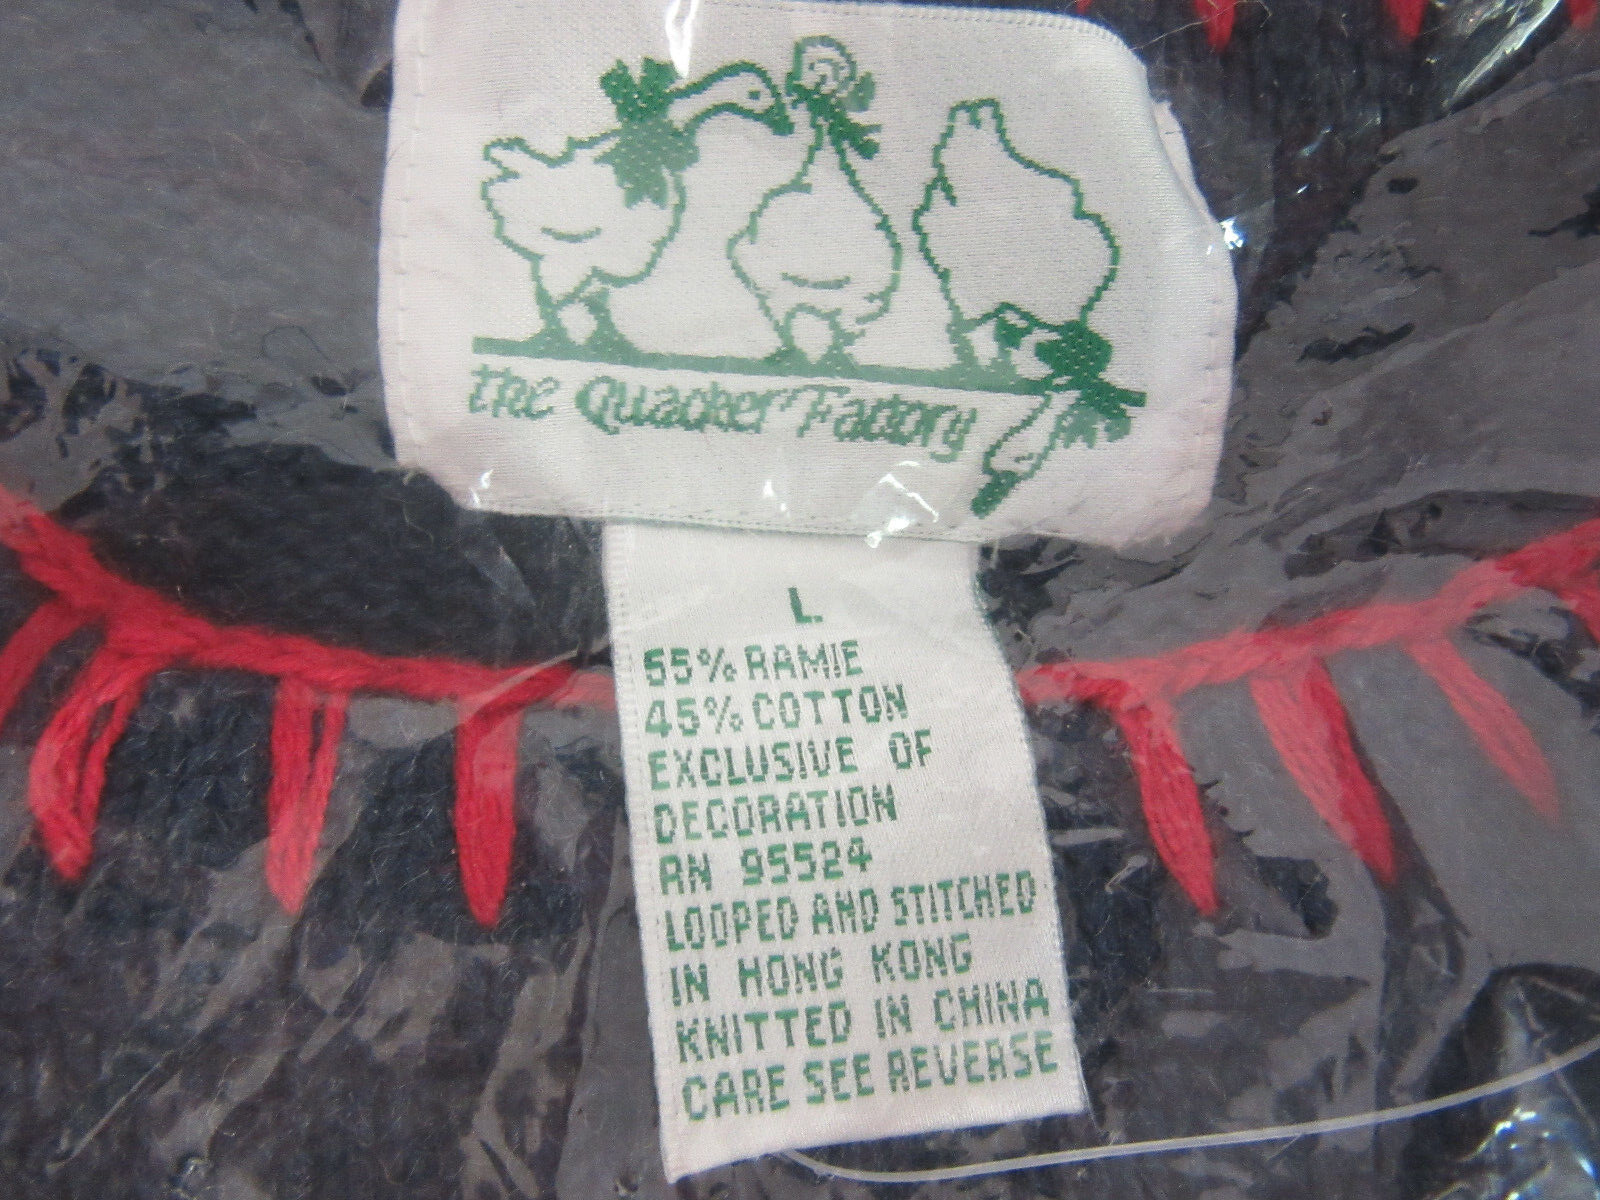 the Quacker Factory
L
55% RAMIE
45% COTTON
EXCLUSIVE OF
DECORATION
RN 95524
LOOPED AND STITCHED
IN HONG KONG
KNITTED IN CHINA
CARE SEE REVERSE